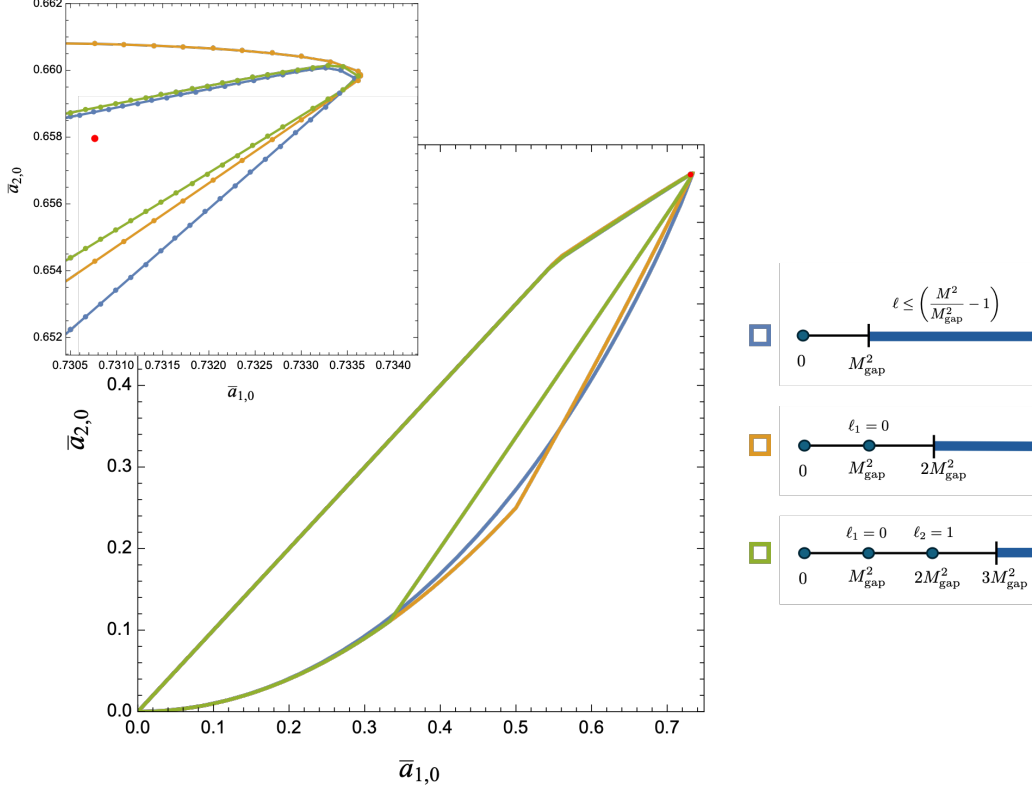 0.662
0.660
0.658
0.656
0.654
0.652
a̅2,0
0.7305 0.7310 0.7315 0.7320 0.7325 0.7330 0.7335 0.7340
a̅1,0
a̅2,0
0.4
0.3
0.2
0.1
0.0
0.0 0.1 0.2 0.3 0.4 0.5 0.6 0.7
a̅1,0
ℓ ≤ (M²/M²gap − 1)
0 M²gap
ℓ₁ = 0
0 M²gap 2M²gap
ℓ₁ = 0 ℓ₂ = 1
0 M²gap 2M²gap 3M²gap